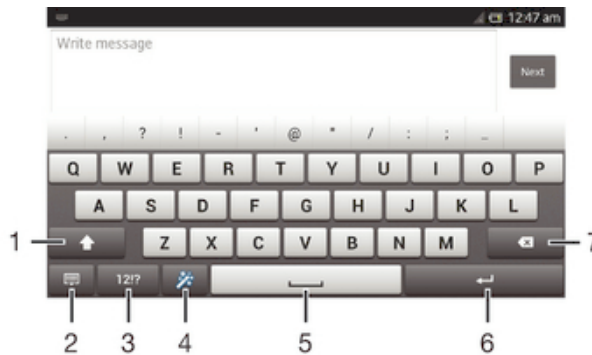 12:47 am
Write message
Next
. , ? ! - ' @ " / : ; _
Q W E R T Y U I O P
A S D F G H J K L
1 Z X C V B N M 7
12!?
2 3 4 5 6